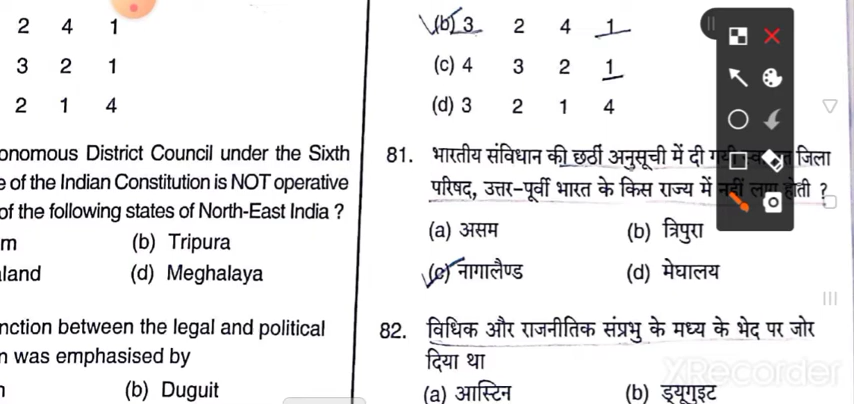 2 4 1
3 2 1
2 1 4
onomous District Council under the Sixth
e of the Indian Constitution is NOT operative
of the following states of North-East India ?
m (b) Tripura
land (d) Meghalaya
nction between the legal and political
n was emphasised by
(b) Duguit
(b) 3 2 4 1
(c) 4 3 2 1
(d) 3 2 1 4
81. भारतीय संविधान की छठीं अनुसूची में दी जिला
परिषद, उत्तर-पूर्वी भारत के किस राज्य में नहीं लागू होती ?
(a) असम (b) त्रिपुरा
(c) नागालैण्ड (d) मेघालय
82. विधिक और राजनीतिक संप्रभु के मध्य के भेद पर जोर
दिया था
(a) आस्टिन (b) ड्यूगुइट
XRecorder